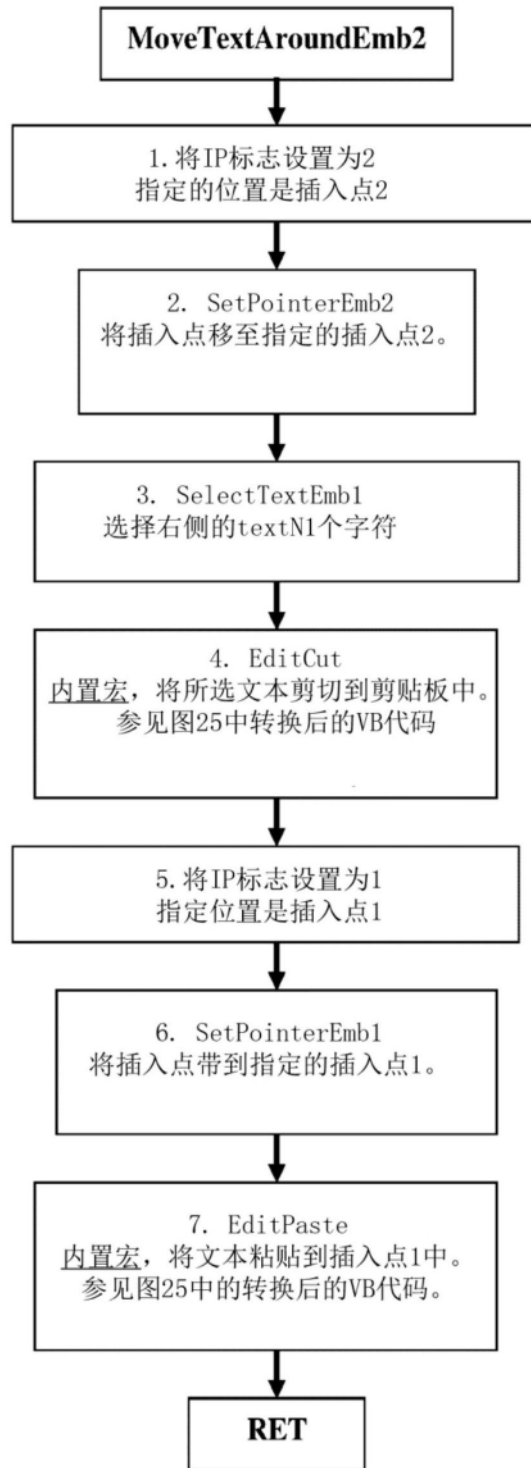 MoveTextAroundEmb2
1.将IP标志设置为2
指定的位置是插入点2
2. SetPointerEmb2
将插入点移至指定的插入点2。
3. SelectTextEmb1
选择右侧的textN1个字符
4. EditCut
内置宏，将所选文本剪切到剪贴板中。
参见图25中转换后的VB代码
5.将IP标志设置为1
指定位置是插入点1
6. SetPointerEmb1
将插入点带到指定的插入点1。
7. EditPaste
内置宏，将文本粘贴到插入点1中。
参见图25中的转换后的VB代码。
RET